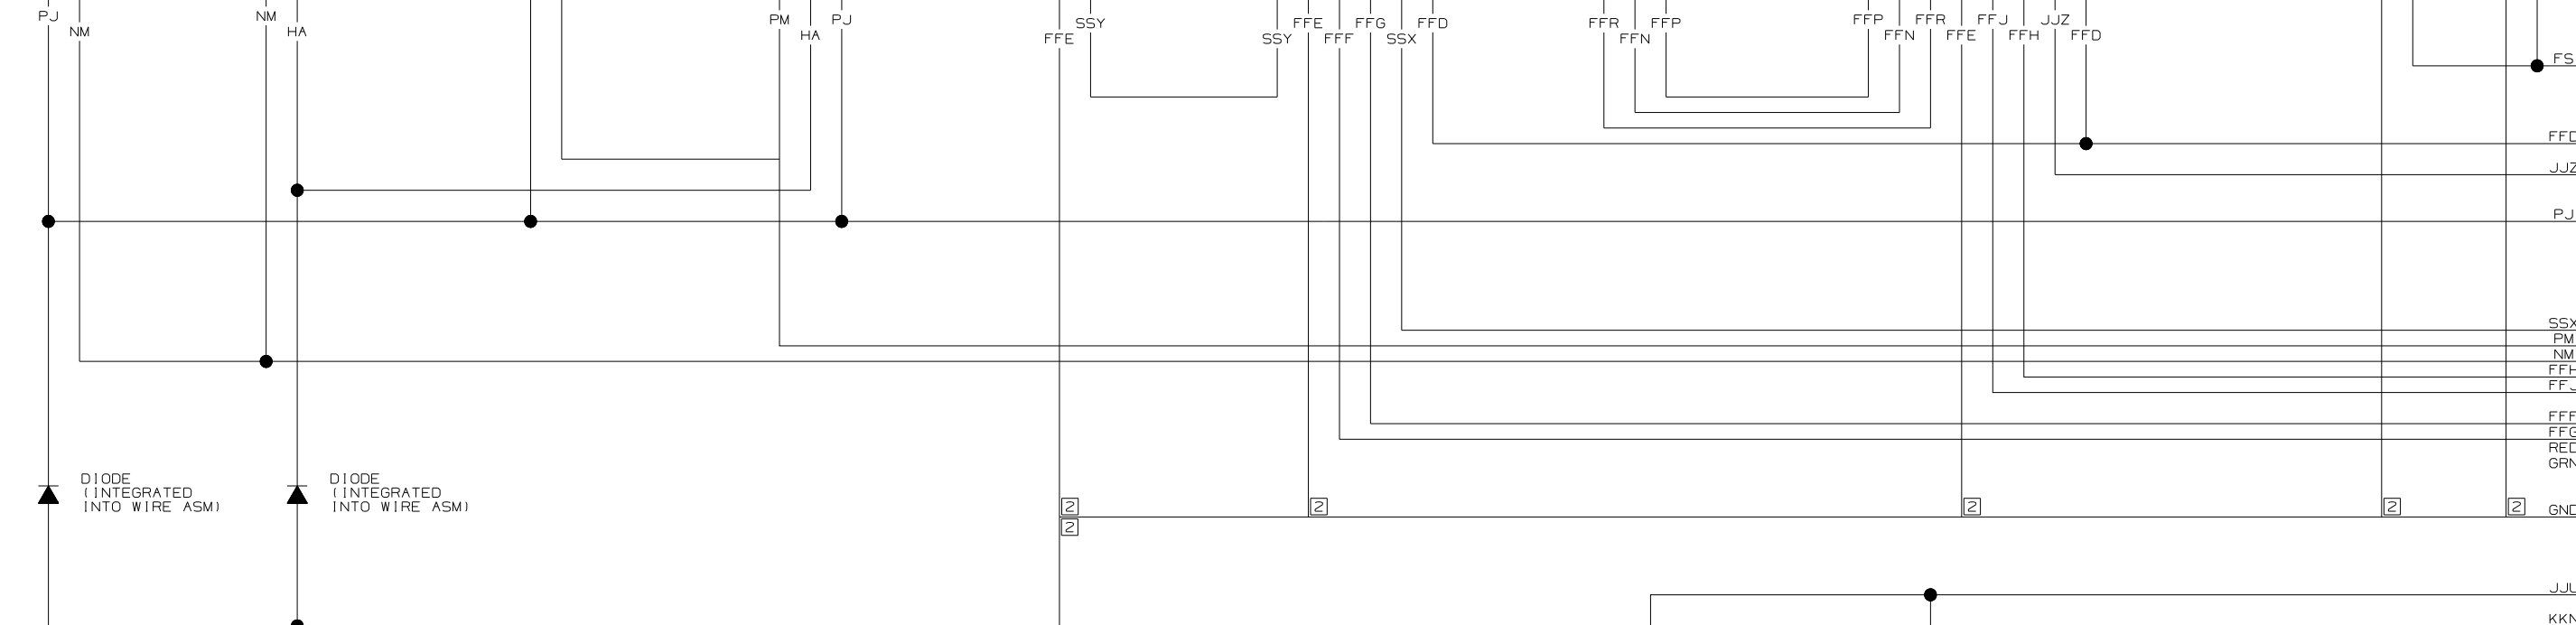 PJ
NM
NM
HA
PM
HA
PJ
FFE
SSY
SSY
FFE
FFF
FFG
SSX
FFD
FFR
FFN
FFP
FFP
FFN
FFR
FFE
FFJ
FFH
JJZ
FFD
FS
FFD
JJZ
PJ
SSX
PM
NM
FFH
FFJ
FFF
FFG
RED
GRN
DIODE
(INTEGRATED
INTO WIRE ASM)
DIODE
(INTEGRATED
INTO WIRE ASM)
2
2
2
2
2
2
GND
JJU
KKN